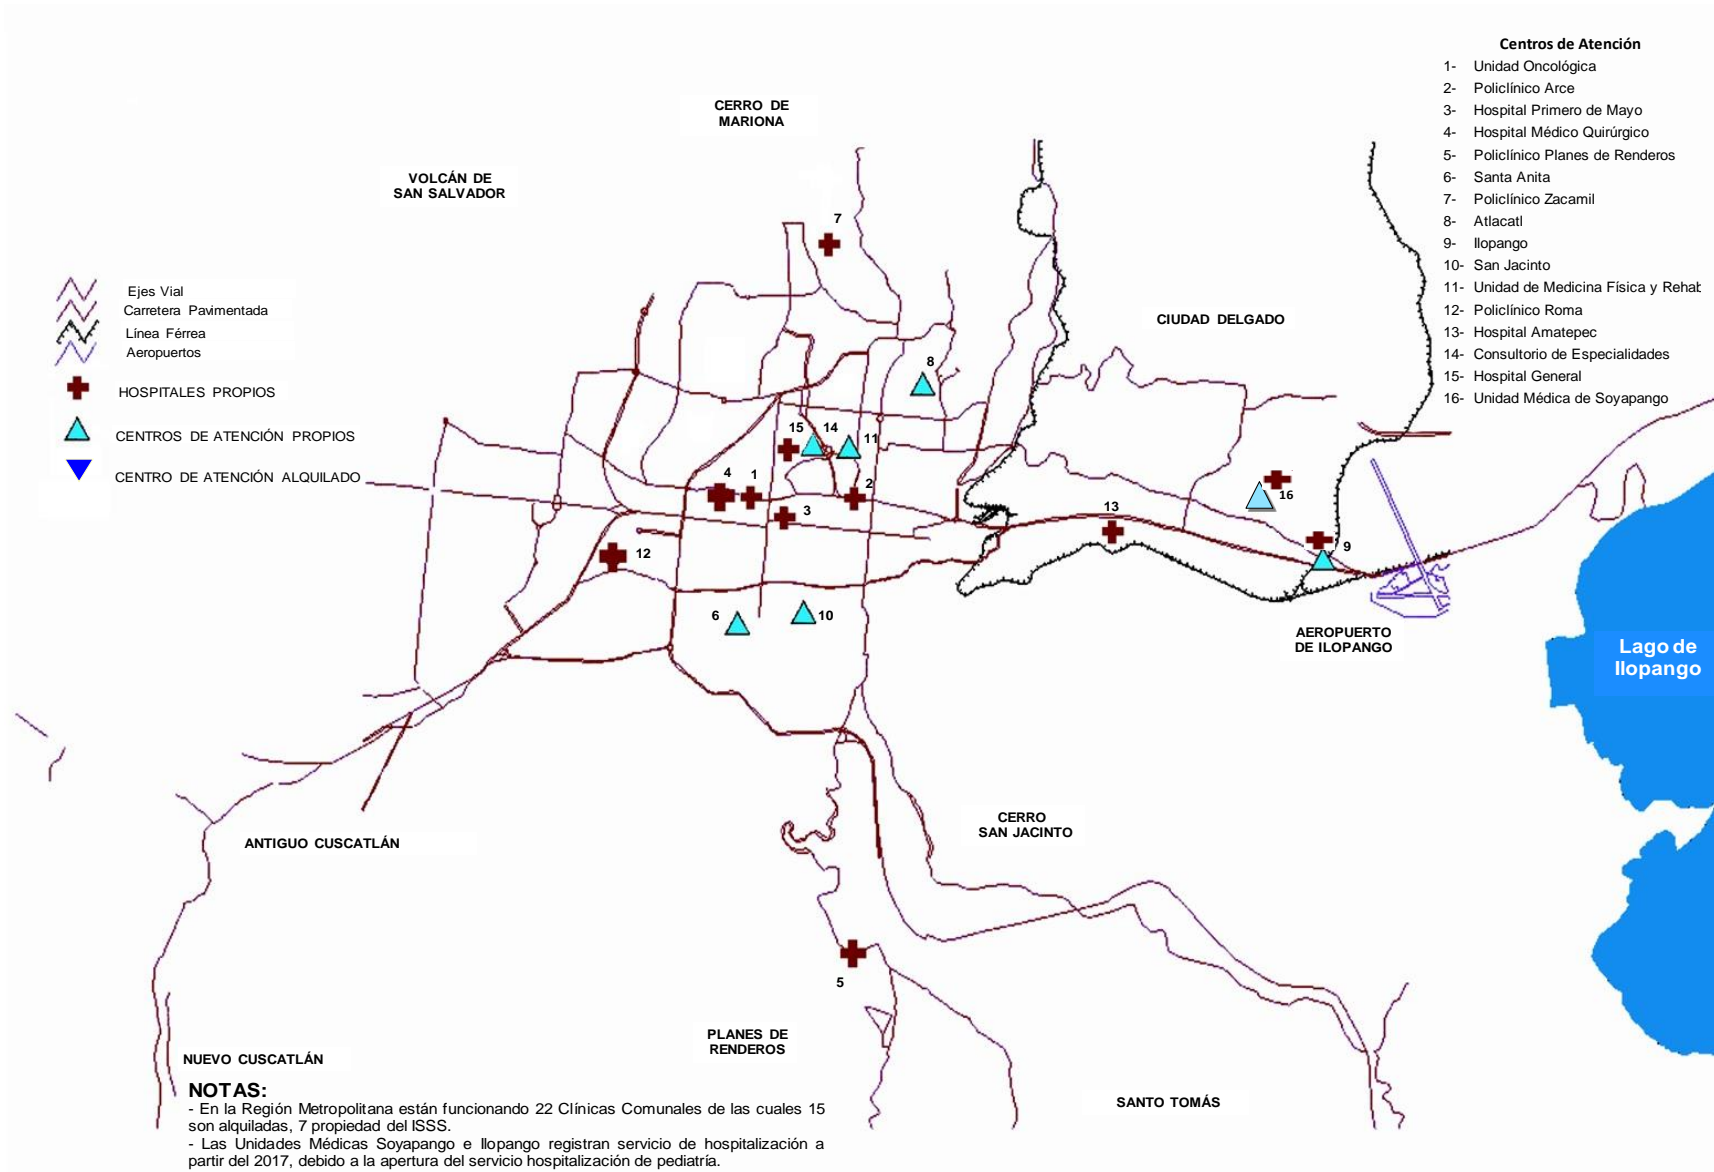 Centros de Atención
1- Unidad Oncológica
2- Policlínico Arce
3- Hospital Primero de Mayo
4- Hospital Médico Quirúrgico
5- Policlínico Planes de Renderos
6- Santa Anita
7- Policlínico Zacamil
8- Atlacatl
9- Ilopango
10- San Jacinto
11- Unidad de Medicina Física y Rehab
12- Policlínico Roma
13- Hospital Amatepec
14- Consultorio de Especialidades
15- Hospital General
16- Unidad Médica de Soyapango
CERRO DE
MARIONA
VOLCÁN DE
SAN SALVADOR
7
Ejes Vial
Carretera Pavimentada
Línea Férrea
Aeropuertos
HOSPITALES PROPIOS
CENTROS DE ATENCIÓN PROPIOS
CENTRO DE ATENCIÓN ALQUILADO
CIUDAD DELGADO
8
15
14
11
4
1
2
3
16
13
12
9
6
10
AEROPUERTO
DE ILOPANGO
Lago de
Ilopango
CERRO
SAN JACINTO
ANTIGUO CUSCATLÁN
5
PLANES DE
RENDEROS
NUEVO CUSCATLÁN
SANTO TOMÁS
NOTAS:
- En la Región Metropolitana están funcionando 22 Clínicas Comunales de las cuales 15
son alquiladas, 7 propiedad del ISSS.
- Las Unidades Médicas Soyapango e Ilopango registran servicio de hospitalización a
partir del 2017, debido a la apertura del servicio hospitalización de pediatría.